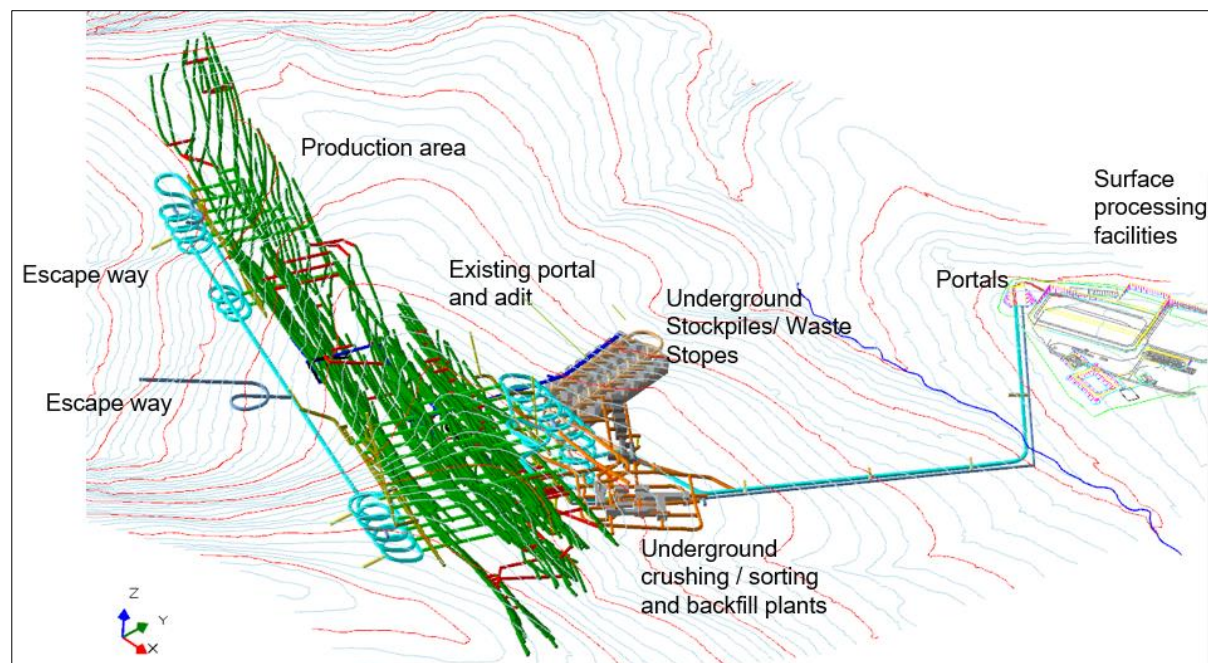 Production area
Surface
processing
facilities
Escape way
Existing portal
and adit
Portals
Underground
Stockpiles/ Waste
Stopes
Escape way
Underground
crushing / sorting
and backfill plants
Z
Y
X